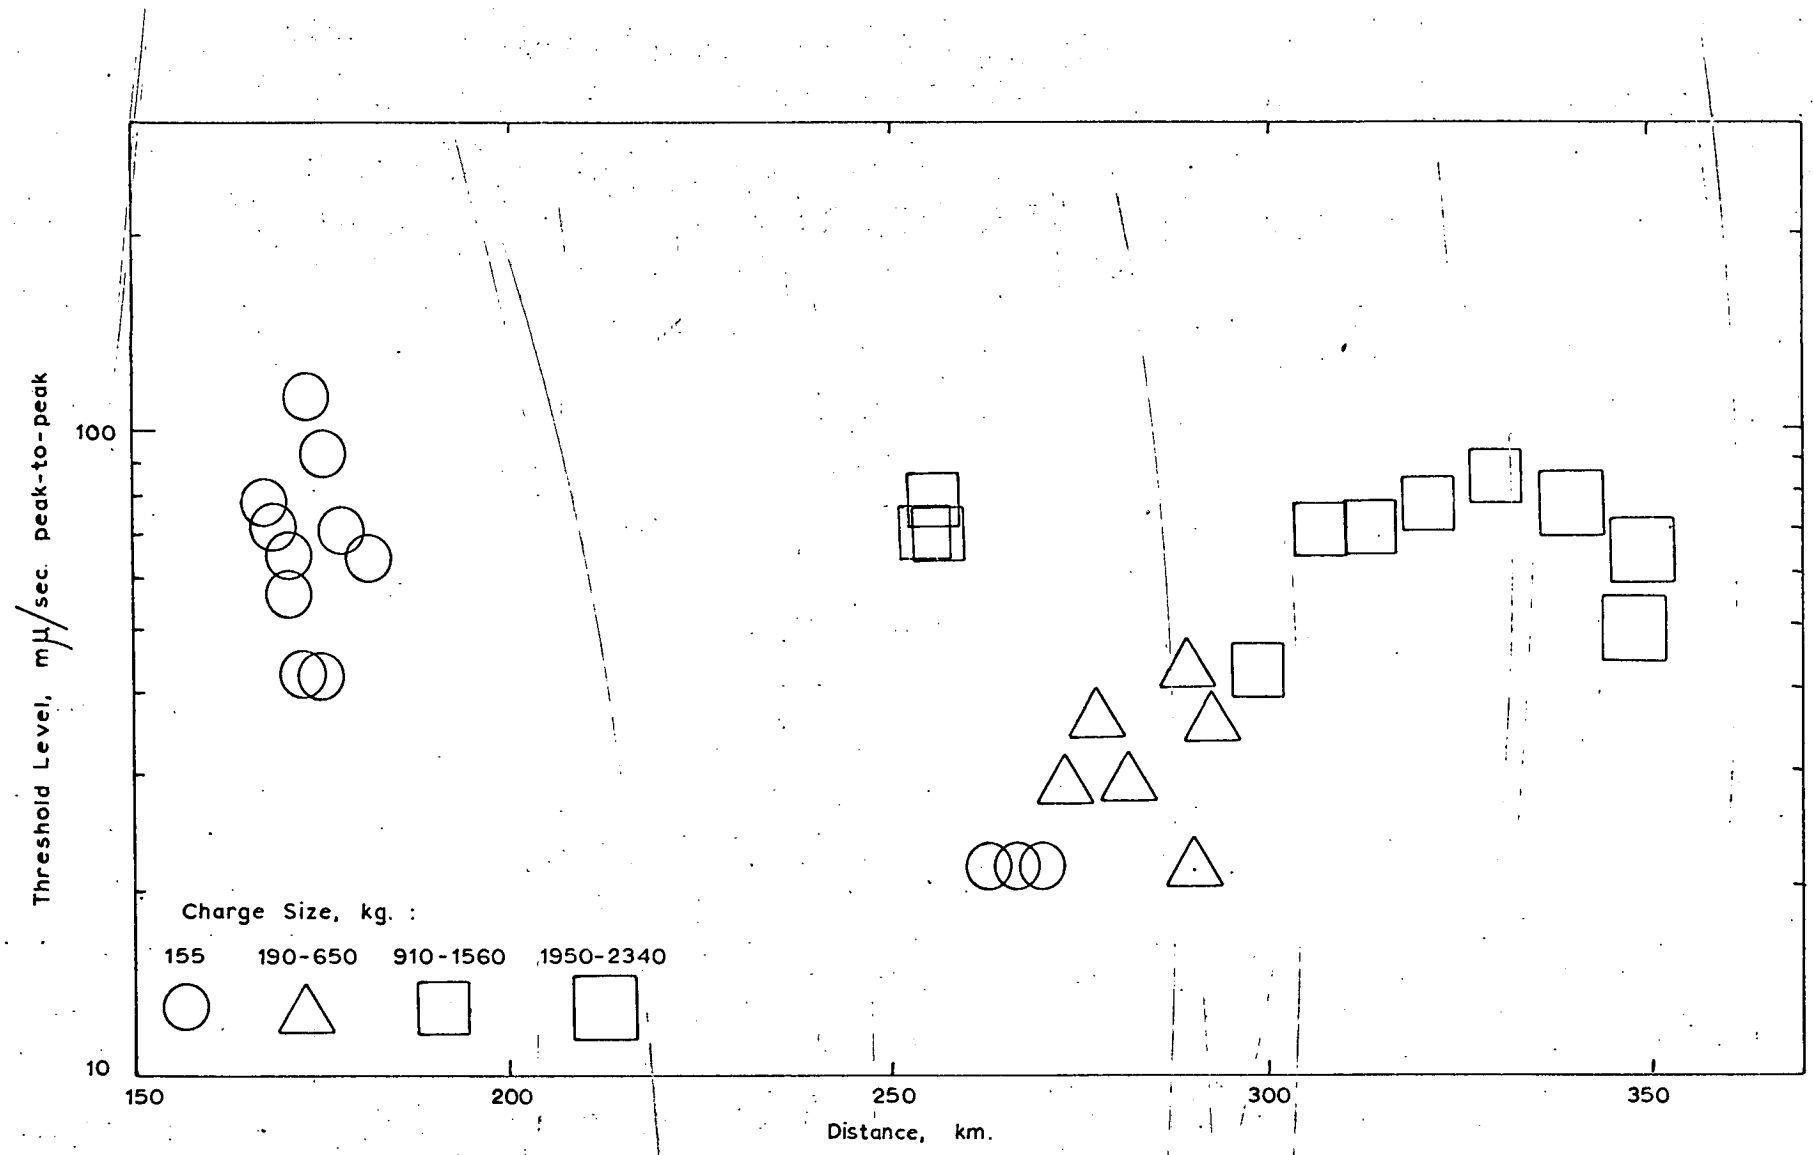 Threshold Level, mμ/sec. peak-to-peak
100
10
Charge Size, kg. :
155 190-650 910-1560 1950-2340
150 200 250 300 350
Distance, km.